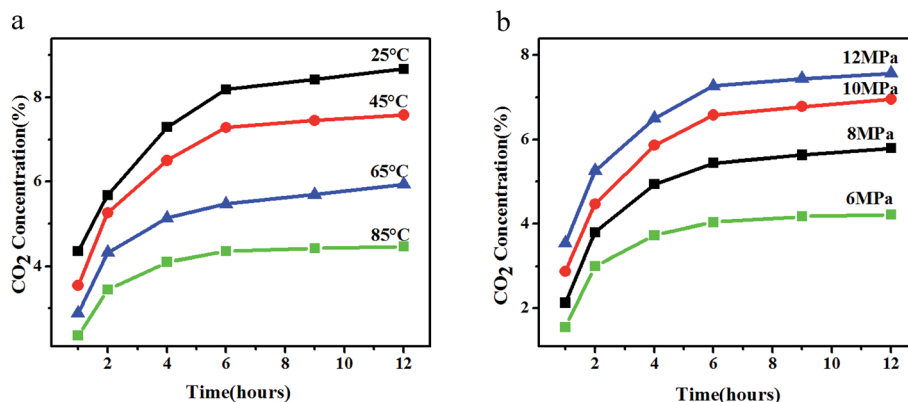 a
CO2 Concentration(%)
8
6
4
25°C
45°C
65°C
85°C
2 4 6 8 10 12
Time(hours)
b
CO2 Concentration(%)
8
6
4
2
12MPa
10MPa
8MPa
6MPa
2 4 6 8 10 12
Time(hours)